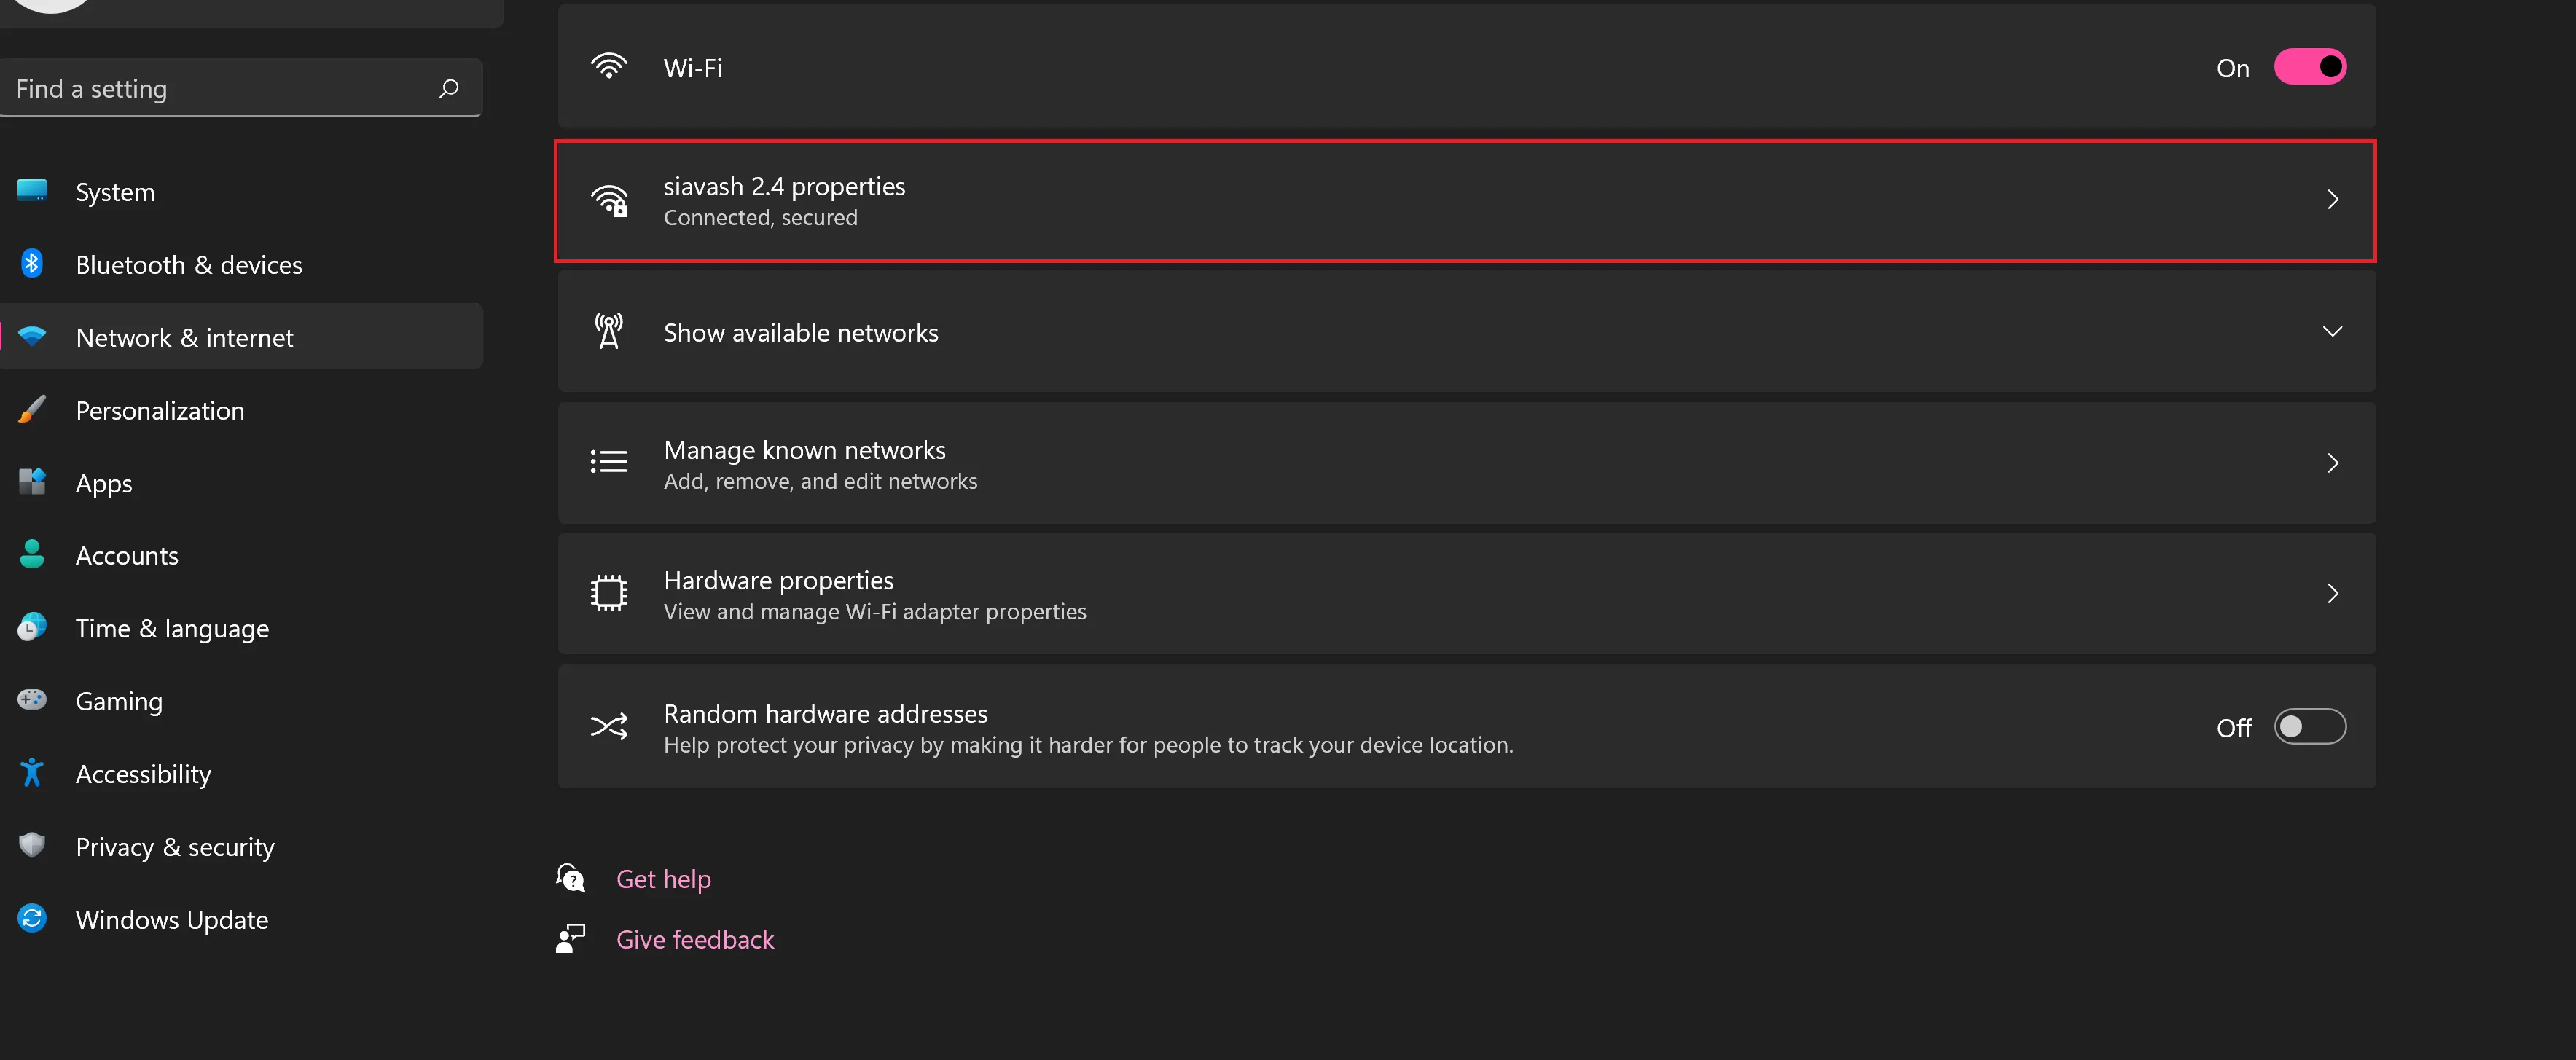 Find a setting
System
Bluetooth & devices
Network & internet
Personalization
Apps
Accounts
Time & language
Gaming
Accessibility
Privacy & security
Windows Update
Wi-Fi
On
siavash 2.4 properties
Connected, secured
Show available networks
Manage known networks
Add, remove, and edit networks
Hardware properties
View and manage Wi-Fi adapter properties
Random hardware addresses
Help protect your privacy by making it harder for people to track your device location.
Off
Get help
Give feedback